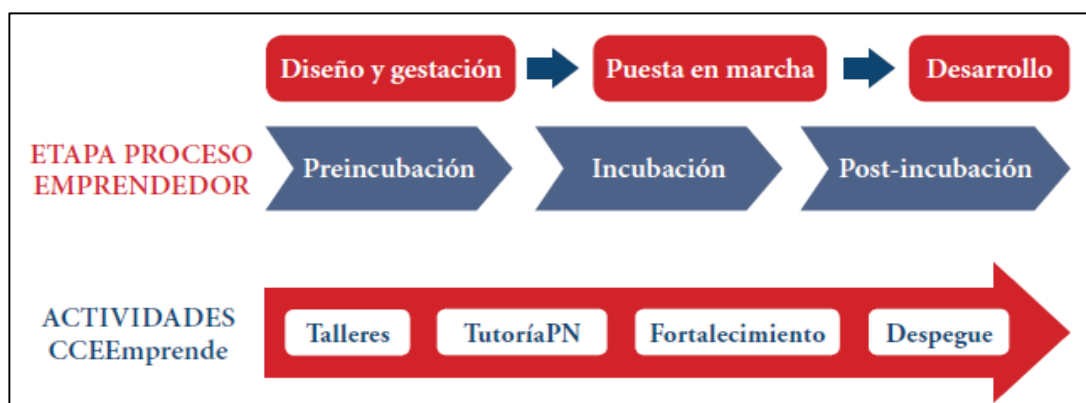 Diseño y gestación
Puesta en marcha
Desarrollo
ETAPA PROCESO
EMPRENDEDOR
Preincubación
Incubación
Post-incubación
ACTIVIDADES
CCEEmprende
Talleres
TutoríaPN
Fortalecimiento
Despegue